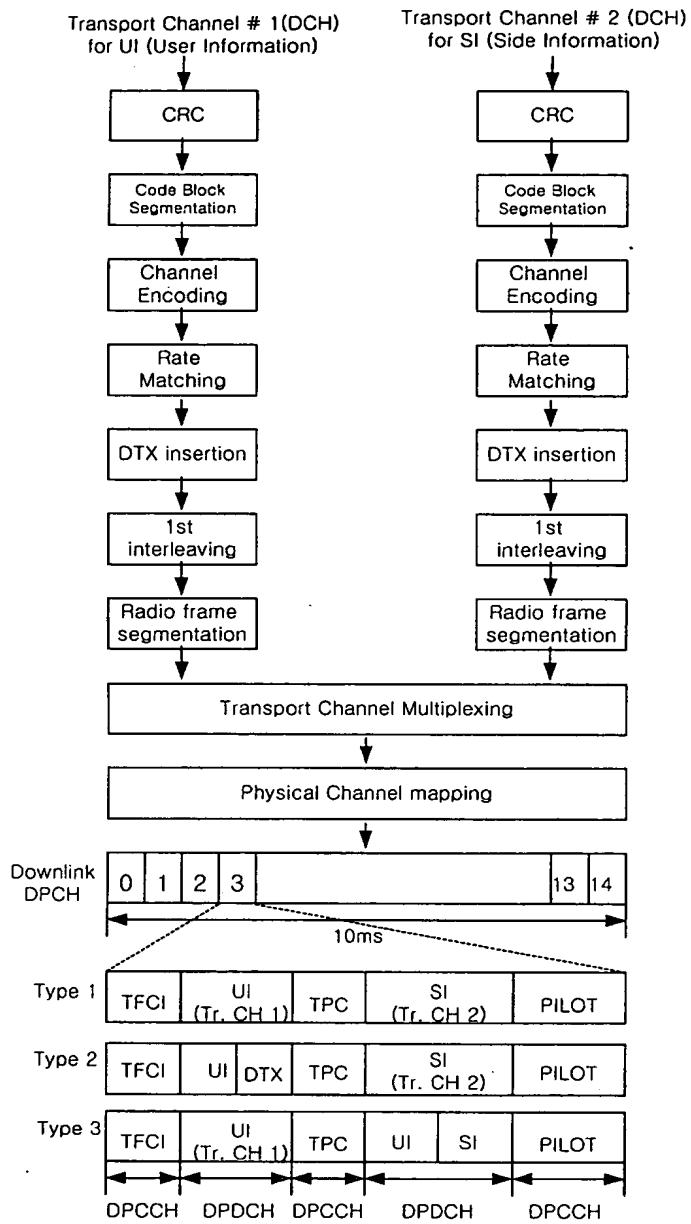 Transport Channel # 1(DCH)
for UI (User Information)
Transport Channel # 2 (DCH)
for SI (Side Information)
CRC
CRC
Code Block
Segmentation
Code Block
Segmentation
Channel
Encoding
Channel
Encoding
Rate
Matching
Rate
Matching
DTX insertion
DTX insertion
1st
interleaving
1st
interleaving
Radio frame
segmentation
Radio frame
segmentation
Transport Channel Multiplexing
Physical Channel mapping
Downlink
DPCH
0 1 2 3 13 14
10ms
Type 1
TFCI
UI
(Tr. CH 1)
TPC
SI
(Tr. CH 2)
PILOT
Type 2
TFCI
UI
DTX
TPC
SI
(Tr. CH 2)
PILOT
Type 3
TFCI
UI
(Tr. CH 1)
TPC
UI
SI
PILOT
DPCCH DPDCH DPCCH DPDCH DPCCH